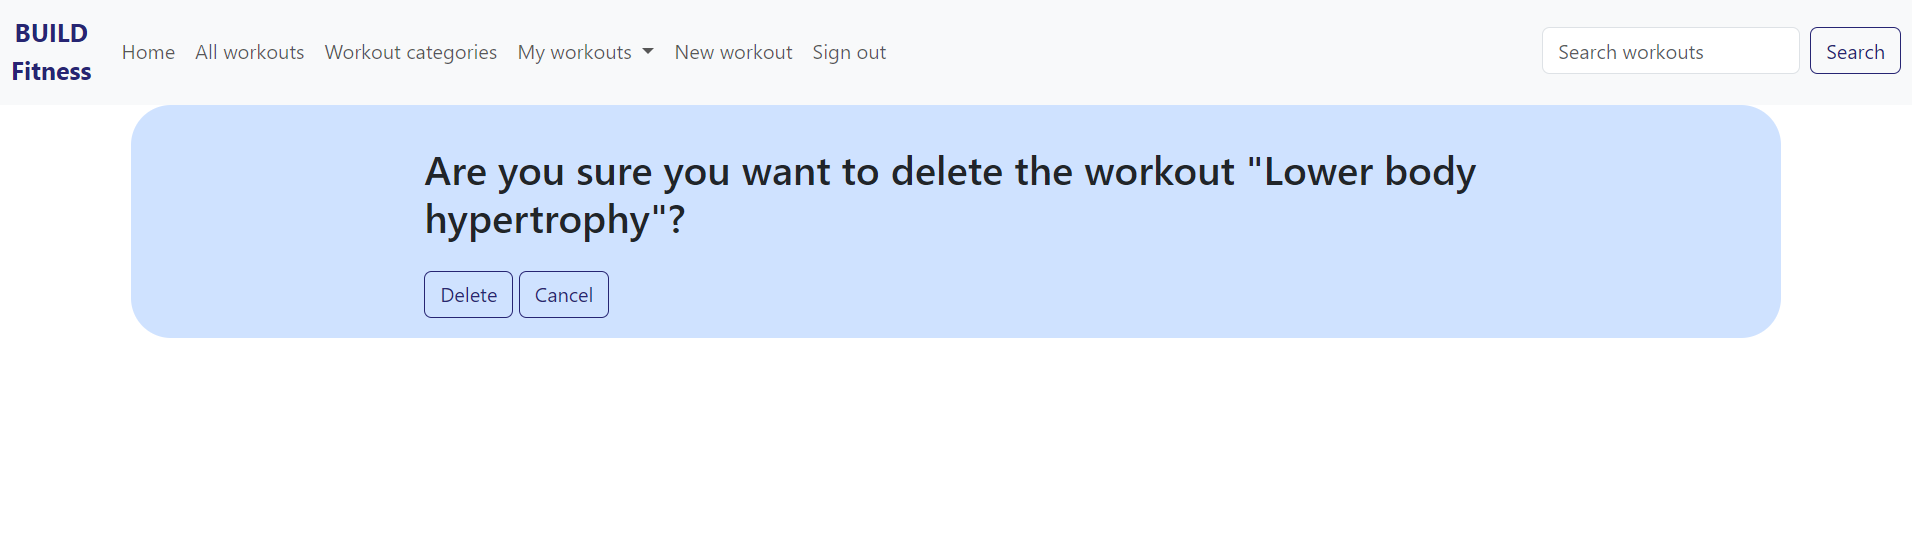 BUILD
Fitness
Home All workouts Workout categories My workouts New workout Sign out Search workouts Search
Are you sure you want to delete the workout "Lower body
hypertrophy"?
Delete Cancel